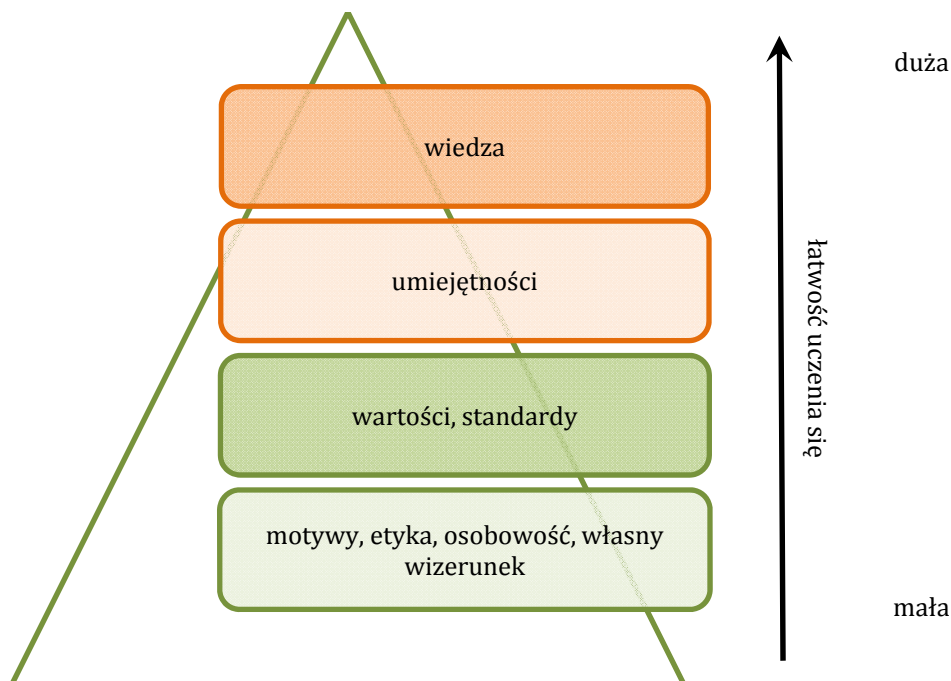 duża
wiedza
umiejętności
łatwość uczenia się
wartości, standardy
motywy, etyka, osobowość, własny
wizerunek
mała